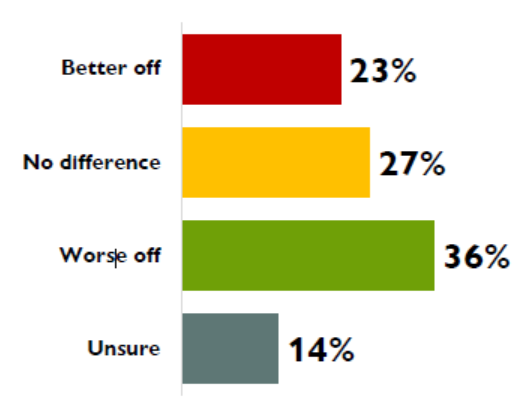 Better off 23%
No difference 27%
Worse off 36%
Unsure 14%